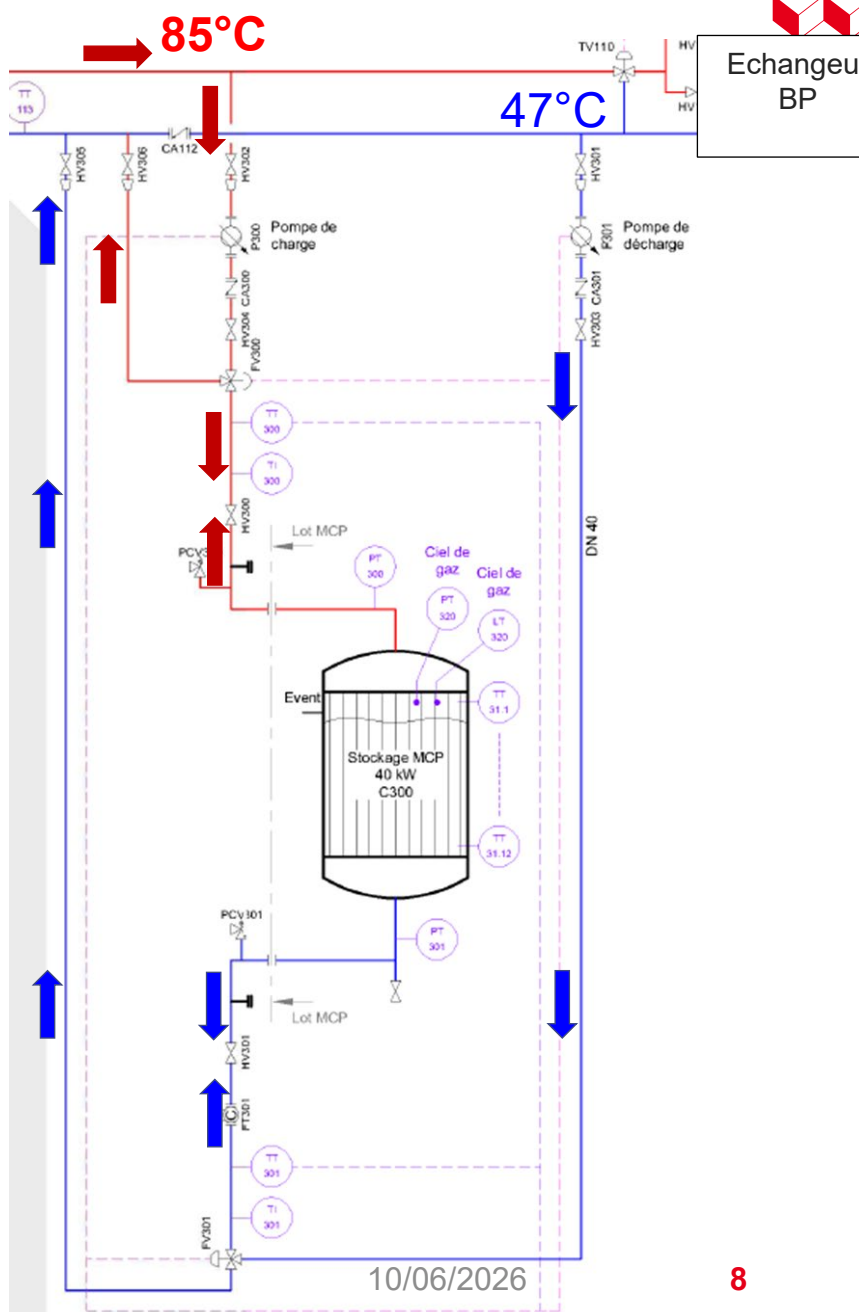 85°C
TV110
HV
Echangeu
BP
HV
TT
113
47°C
CA112
HV305
HV306
HV302
HV301
P300
Pompe de
charge
P301
Pompe de
décharge
CA300
CA301
HV304
HV303
FV300
TT
300
TI
300
HV300
Lot MCP
DN 40
PCV3
PT
300
Ciel de
gaz
Ciel de
gaz
PT
320
LT
320
Event
TT
31.1
Stockage MCP
40 kW
C300
TT
31.12
PCV301
PT
301
Lot MCP
HV301
FT301
TT
301
TI
301
FV301
10/06/2026
8